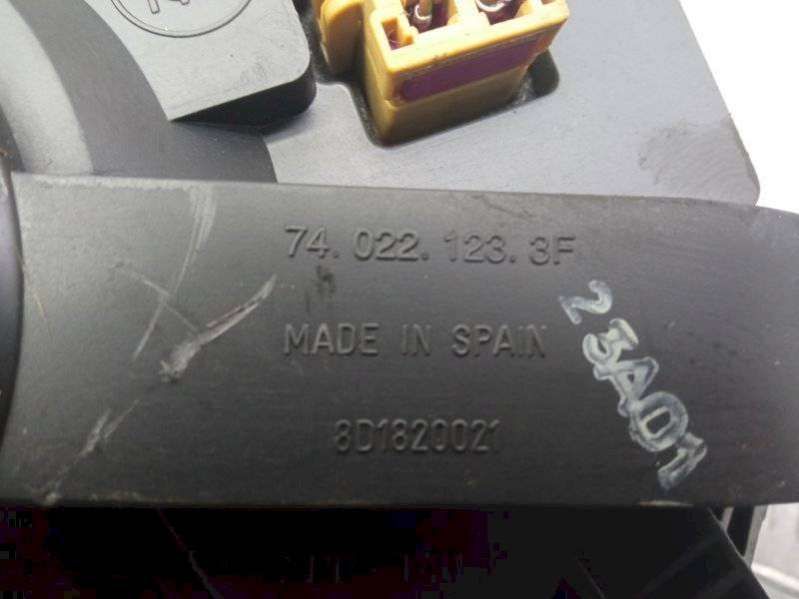 74. 022. 123. 3F
MADE IN SPAIN
8D1820021
23A01